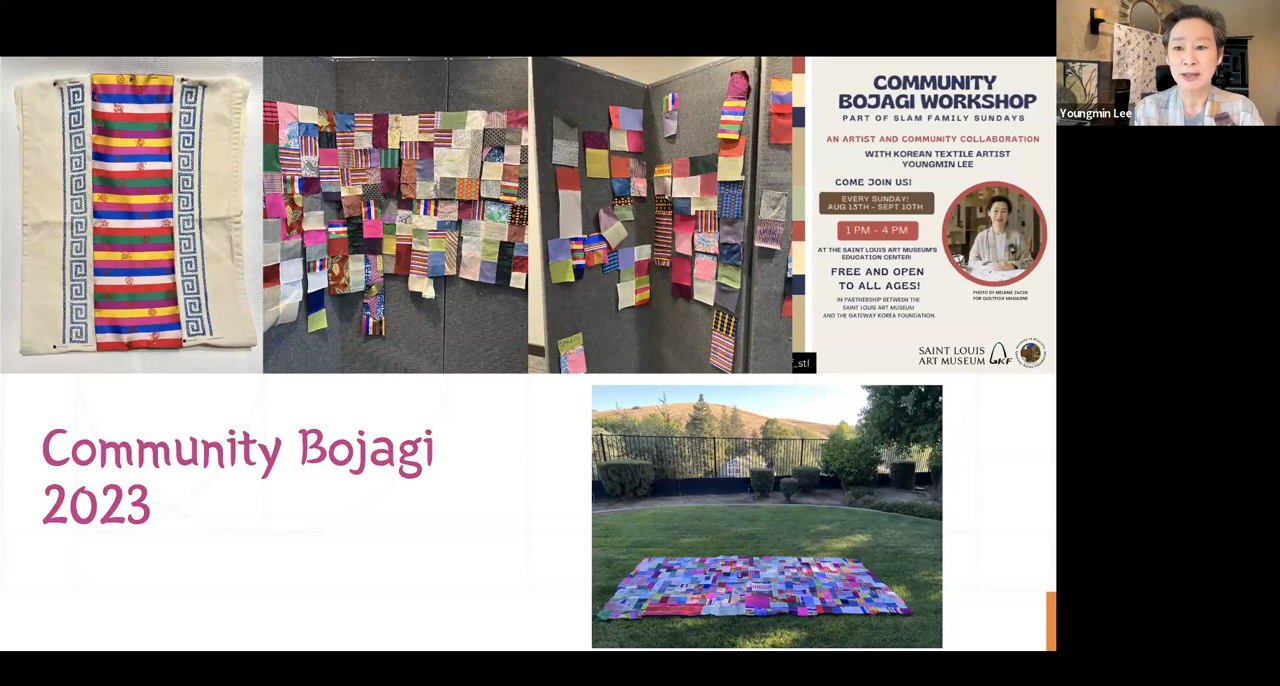 COMMUNITY
BOJAGI WORKSHOP
PART OF SLAM FAMILY SUNDAYS
AN ARTIST AND COMMUNITY COLLABORATION
WITH KOREAN TEXTILE ARTIST
YOUNGMIN LEE
COME JOIN US!
EVERY SUNDAY!
AUG 13TH - SEPT 10TH
1 PM - 4 PM
AT THE SAINT LOUIS ART MUSEUM'S
EDUCATION CENTER!
FREE AND OPEN
TO ALL AGES!
IN PARTNERSHIP BETWEEN THE
SAINT LOUIS ART MUSEUM
AND THE GATEWAY KOREA FOUNDATION.
PHOTO BY MELANIE ZACEK
FOR QUILTFOLK MAGAZINE
SAINT LOUIS
ART MUSEUM
GKF
_stl
Youngmin Lee
Community Bojagi
2023